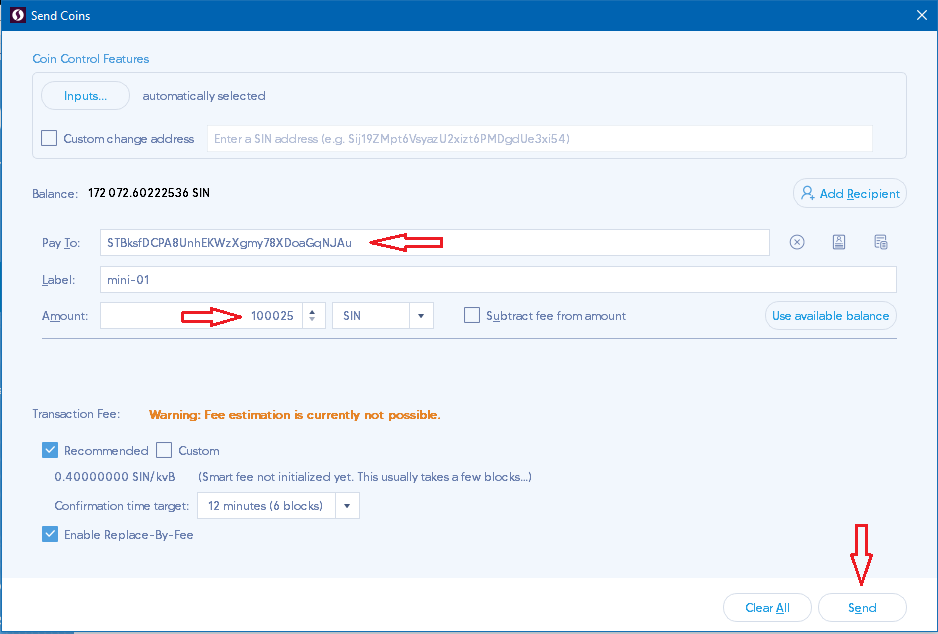 Send Coins
Coin Control Features
Inputs... automatically selected
Custom change address Enter a SIN address (e.g. Sij19ZMpt6VsyazU2xizt6PMDgdUe3xi54)
Balance: 172 072.60222536 SIN Add Recipient
Pay To: STBksfDCPA8UnhEKWzXgmy78XDoaGqNJAu
Label: mini-01
Amount: 100025 SIN Subtract fee from amount Use available balance
Transaction Fee: Warning: Fee estimation is currently not possible.
Recommended Custom
0.40000000 SIN/kvB (Smart fee not initialized yet. This usually takes a few blocks...)
Confirmation time target: 12 minutes (6 blocks)
Enable Replace-By-Fee
Clear All Send